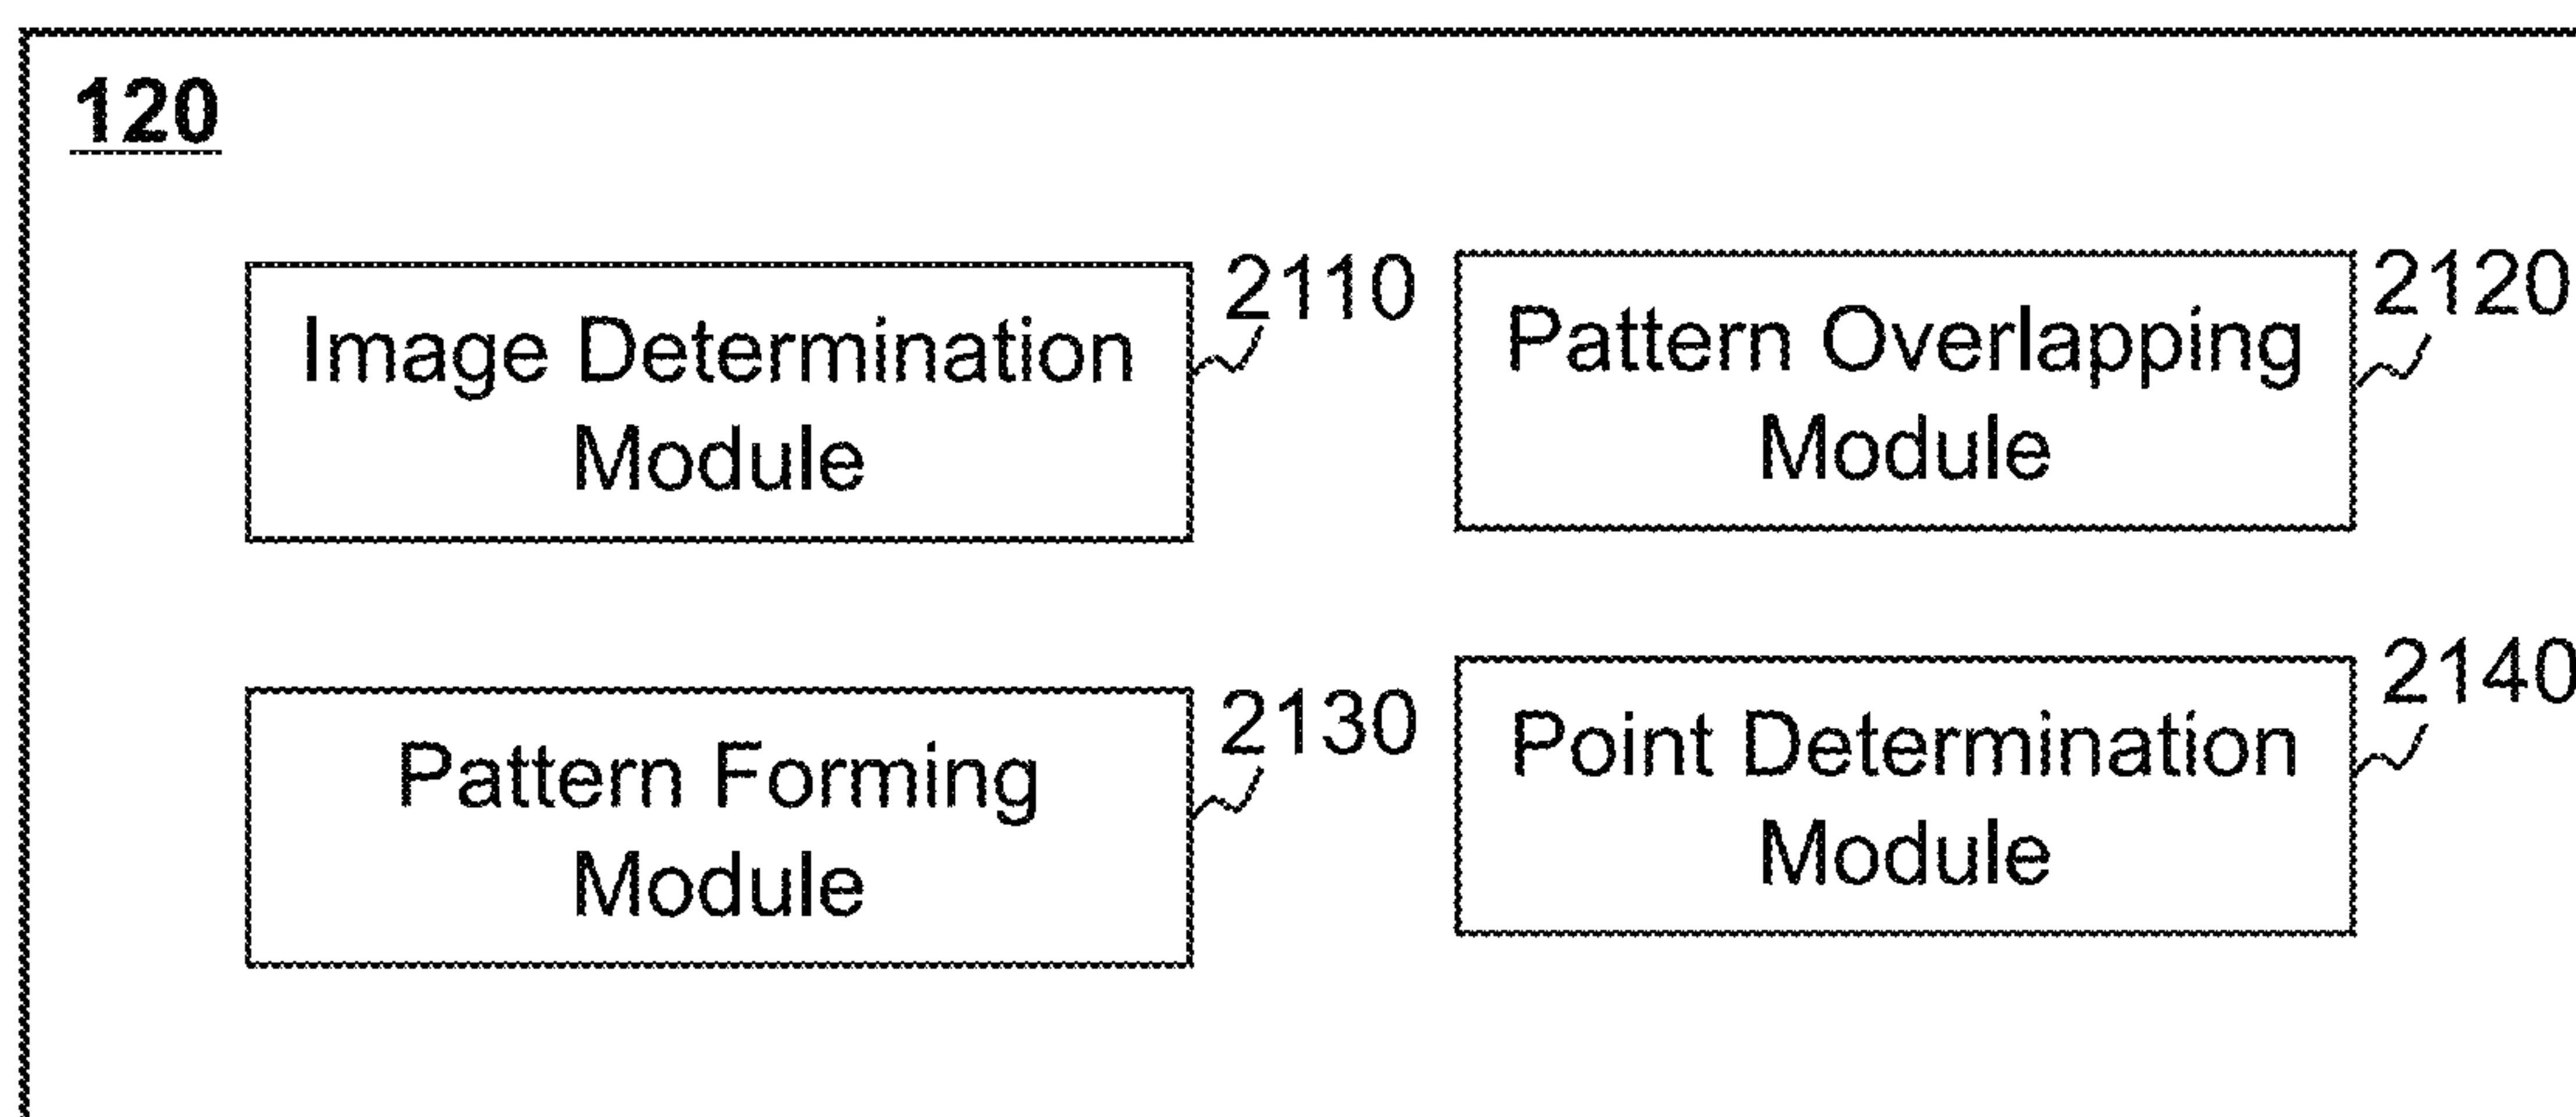 120
Image Determination
Module
2110
Pattern Overlapping
Module
2120
Pattern Forming
Module
2130
Point Determination
Module
2140